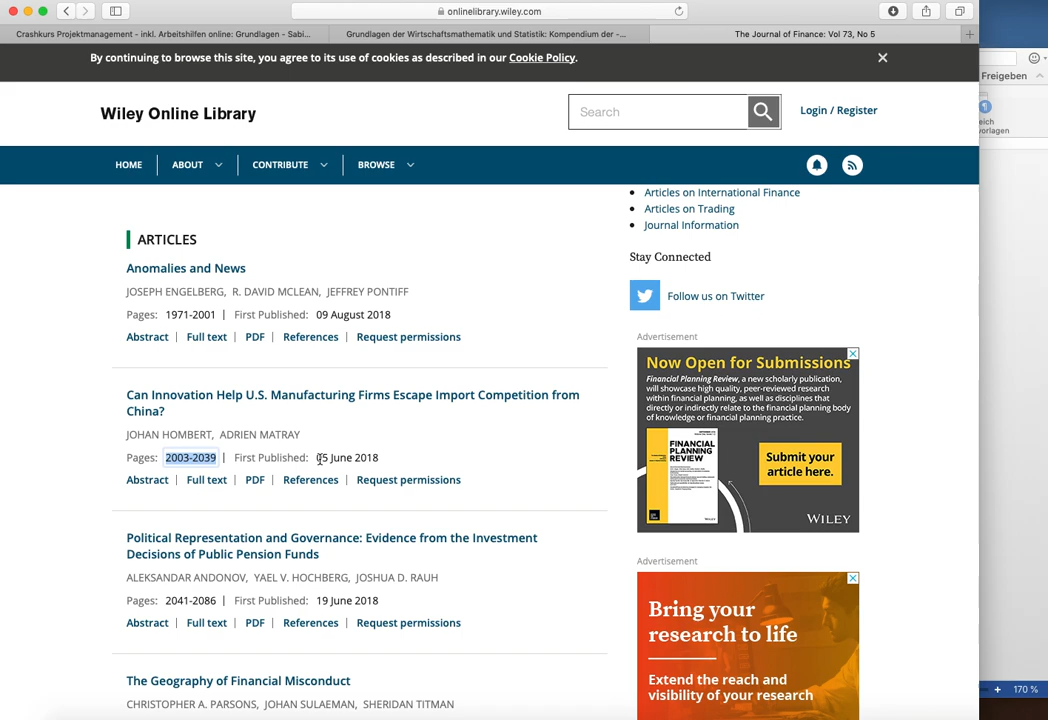 onlinelibrary.wiley.com
Crashkurs Projektmanagement - inkl. Arbeitshilfen online: Grundlagen - Sabi...
Grundlagen der Wirtschaftsmathematik und Statistik: Kompendium der -...
The Journal of Finance: Vol 73, No 5
By continuing to browse this site, you agree to its use of cookies as described in our Cookie Policy.
Freigeben
eich
vorlagen
Wiley Online Library
Search
Login / Register
HOME
ABOUT
CONTRIBUTE
BROWSE
Articles on International Finance
Articles on Trading
Journal Information
Stay Connected
Follow us on Twitter
ARTICLES
Anomalies and News
JOSEPH ENGELBERG, R. DAVID MCLEAN, JEFFREY PONTIFF
Pages: 1971-2001 | First Published: 09 August 2018
Abstract | Full text | PDF | References | Request permissions
Can Innovation Help U.S. Manufacturing Firms Escape Import Competition from
China?
JOHAN HOMBERT, ADRIEN MATRAY
Pages: 2003-2039 | First Published: 05 June 2018
Abstract | Full text | PDF | References | Request permissions
Political Representation and Governance: Evidence from the Investment
Decisions of Public Pension Funds
ALEKSANDAR ANDONOV, YAEL V. HOCHBERG, JOSHUA D. RAUH
Pages: 2041-2086 | First Published: 19 June 2018
Abstract | Full text | PDF | References | Request permissions
The Geography of Financial Misconduct
CHRISTOPHER A. PARSONS, JOHAN SULAEMAN, SHERIDAN TITMAN
Advertisement
Now Open for Submissions
Financial Planning Review, a new scholarly publication,
will showcase high quality, peer-reviewed research
within financial planning, as well as disciplines that
directly or indirectly relate to the financial planning body
of knowledge or financial planning practice.
FINANCIAL
PLANNING
REVIEW
Submit your
article here.
WILEY
Advertisement
Bring your
research to life
Extend the reach and
visibility of your research
170 %